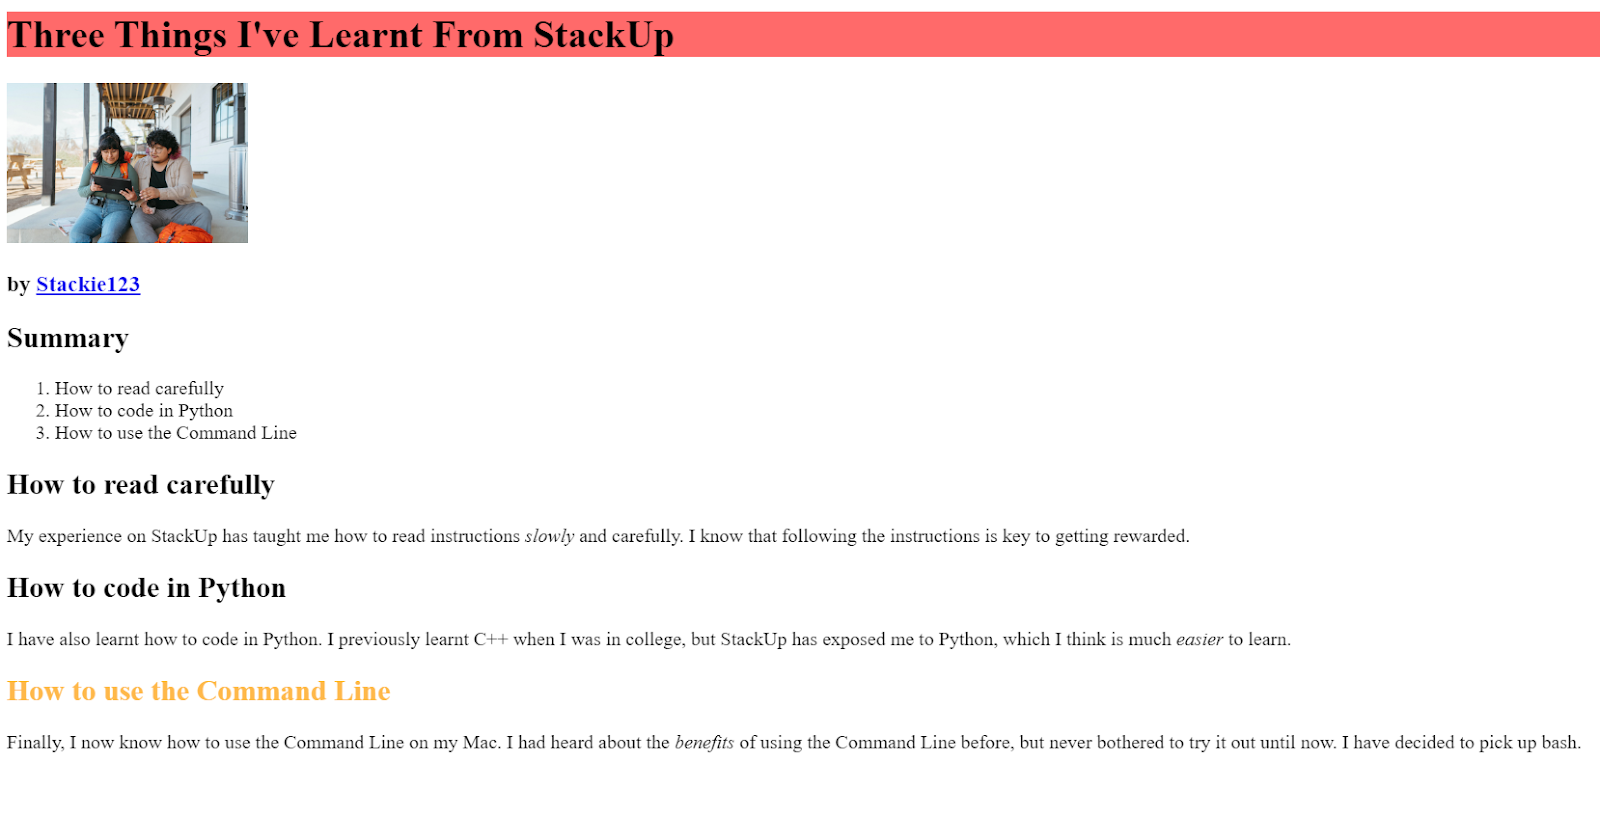 Three Things I've Learnt From StackUp
by Stackie123
Summary
1. How to read carefully
2. How to code in Python
3. How to use the Command Line
How to read carefully
My experience on StackUp has taught me how to read instructions slowly and carefully. I know that following the instructions is key to getting rewarded.
How to code in Python
I have also learnt how to code in Python. I previously learnt C++ when I was in college, but StackUp has exposed me to Python, which I think is much easier to learn.
How to use the Command Line
Finally, I now know how to use the Command Line on my Mac. I had heard about the benefits of using the Command Line before, but never bothered to try it out until now. I have decided to pick up bash.